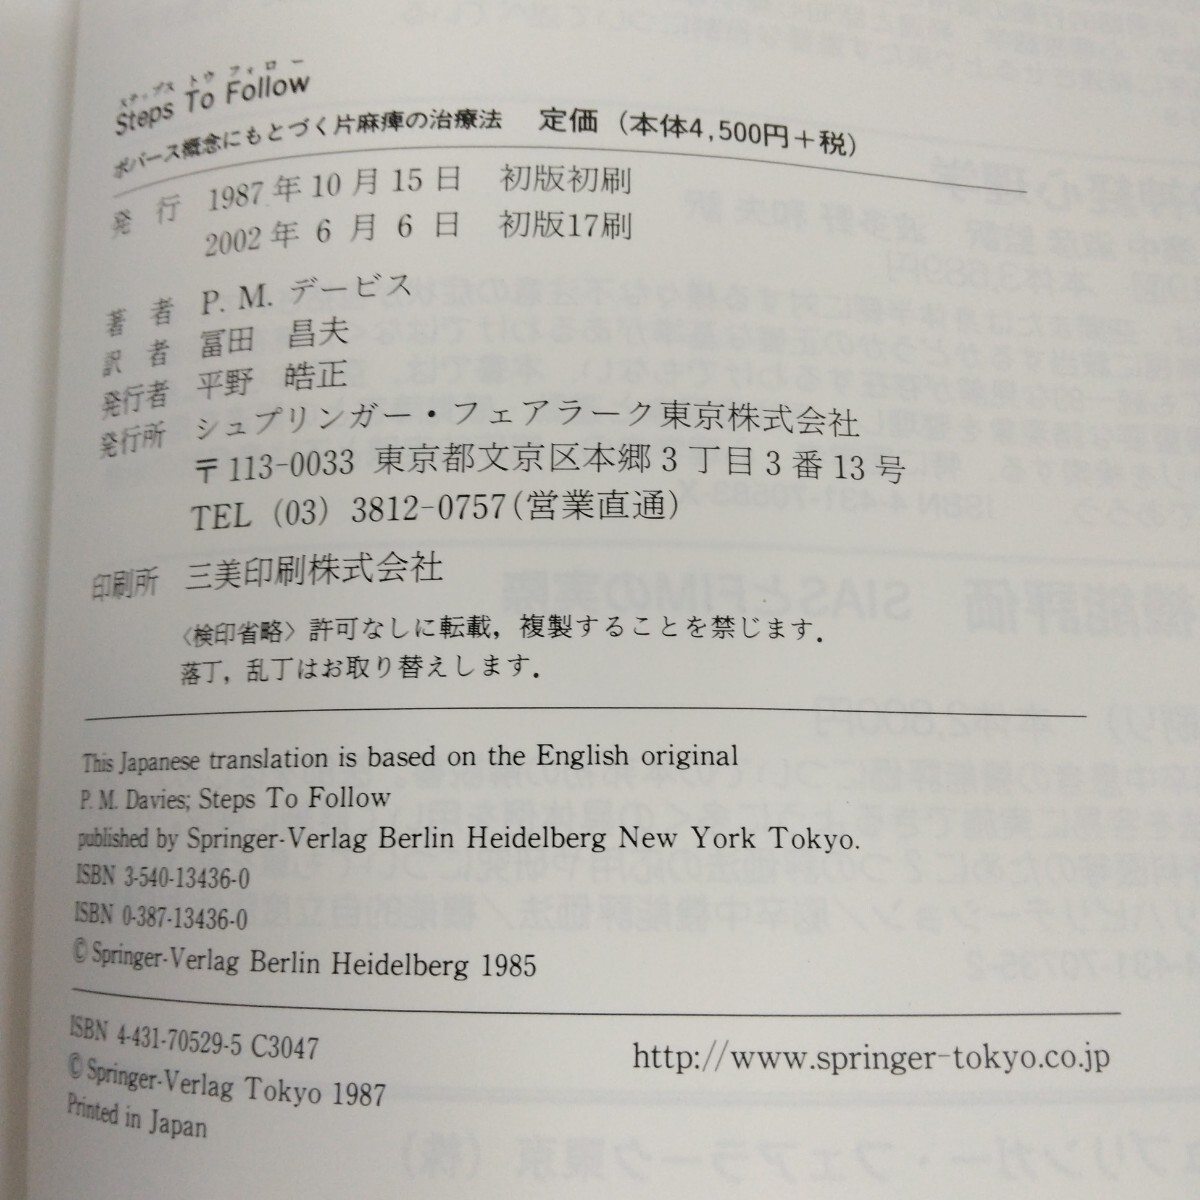 ステップス トウ フィロー
Steps To Follow
ボバース概念にもとづく片麻痺の治療法 定価（本体4,500円＋税）
発行 1987年10月15日 初版初刷
2002年6月6日 初版17刷
著者 P. M. デービス
訳者 冨田 昌夫
発行者 平野 皓正
発行所 シュプリンガー・フェアラーク東京株式会社
〒113-0033 東京都文京区本郷3丁目3番13号
TEL (03) 3812-0757(営業直通)
印刷所 三美印刷株式会社
〈検印省略〉許可なしに転載，複製することを禁じます．
落丁，乱丁はお取り替えします．
This Japanese translation is based on the English original
P. M. Davies; Steps To Follow
published by Springer-Verlag Berlin Heidelberg New York Tokyo.
ISBN 3-540-13436-0
ISBN 0-387-13436-0
© Springer-Verlag Berlin Heidelberg 1985
ISBN 4-431-70529-5 C3047
© Springer-Verlag Tokyo 1987
Printed in Japan
http://www.springer-tokyo.co.jp